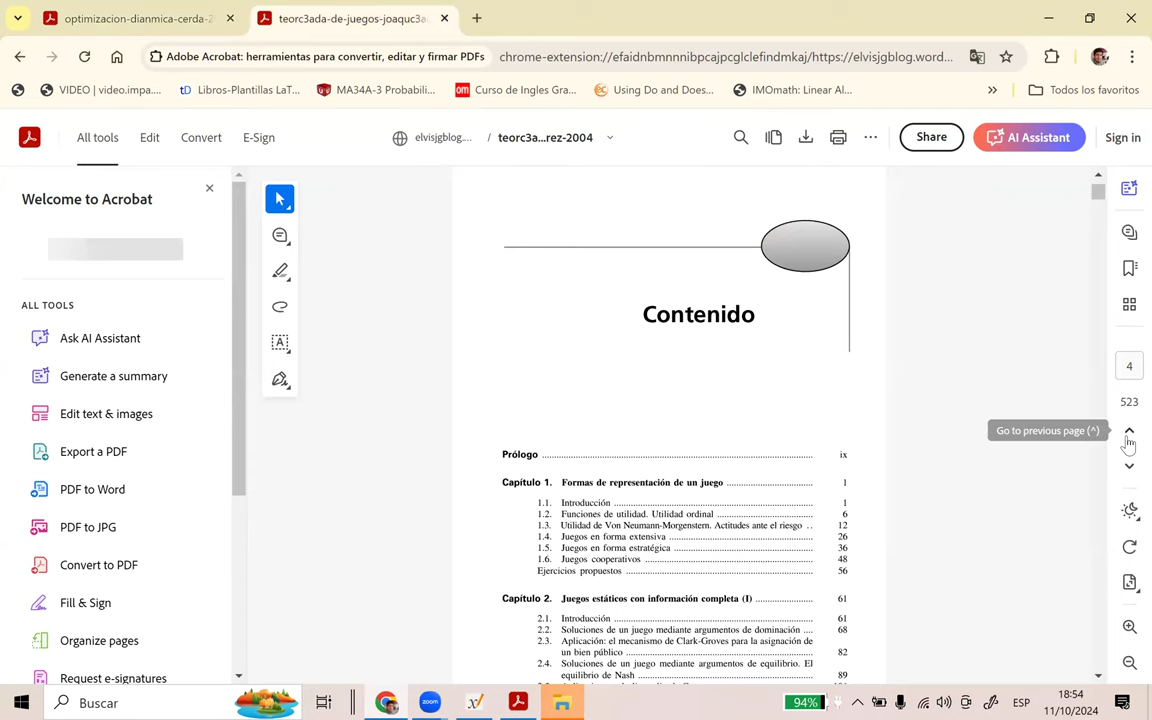 optimizacion-dianmica-cerda-2
teorc3ada-de-juegos-joaquc3a
Adobe Acrobat: herramientas para convertir, editar y firmar PDFs
chrome-extension://efaidnbmnnnibpcajpcglclefindmkaj/https://elvisjgblog.word...
VIDEO | video.impa....
Libros-Plantillas LaT...
MA34A-3 Probabili...
Curso de Ingles Gra...
Using Do and Does...
IMOmath: Linear Al...
Todos los favoritos
All tools
Edit
Convert
E-Sign
elvisjgblog....
/ teorc3a...rez-2004
Share
AI Assistant
Sign in
Welcome to Acrobat
ALL TOOLS
Ask AI Assistant
Generate a summary
Edit text & images
Export a PDF
PDF to Word
PDF to JPG
Convert to PDF
Fill & Sign
Organize pages
Request e-signatures
Contenido
Prólogo ix
Capítulo 1. Formas de representación de un juego 1
1.1. Introducción 1
1.2. Funciones de utilidad. Utilidad ordinal 6
1.3. Utilidad de Von Neumann-Morgenstern. Actitudes ante el riesgo .. 12
1.4. Juegos en forma extensiva 26
1.5. Juegos en forma estratégica 36
1.6. Juegos cooperativos 48
Ejercicios propuestos 56
Capítulo 2. Juegos estáticos con información completa (I) 61
2.1. Introducción 61
2.2. Soluciones de un juego mediante argumentos de dominación .... 68
2.3. Aplicación: el mecanismo de Clark-Groves para la asignación de
un bien público 82
2.4. Soluciones de un juego mediante argumentos de equilibrio. El
equilibrio de Nash 89
4
523
Go to previous page (^)
Buscar
94%
ESP
18:54
11/10/2024